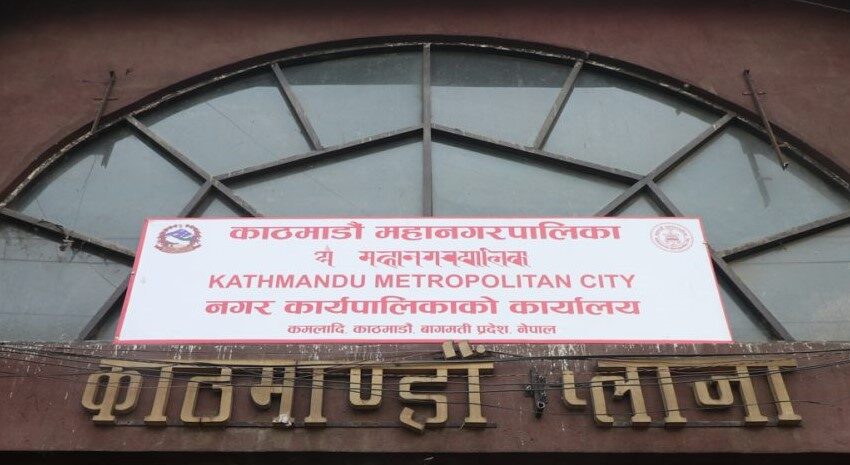 काठमाडौं महानगरपालिका
KATHMANDU METROPOLITAN CITY
नगर कार्यपालिकाको कार्यालय
कमलादि, काठमाडौं, बागमती प्रदेश, नेपाल
काठमाण्डौ प्लाजा